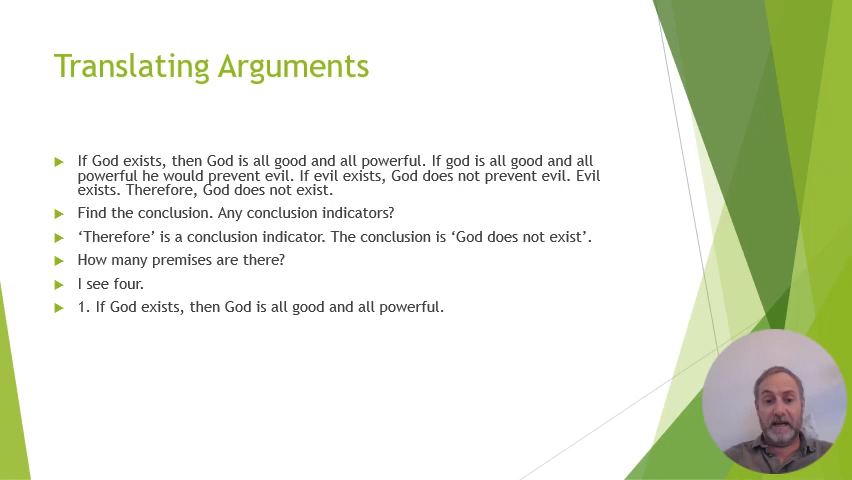 Translating Arguments
If God exists, then God is all good and all powerful. If god is all good and all
powerful he would prevent evil. If evil exists, God does not prevent evil. Evil
exists. Therefore, God does not exist.
Find the conclusion. Any conclusion indicators?
‘Therefore’ is a conclusion indicator. The conclusion is ‘God does not exist’.
How many premises are there?
I see four.
1. If God exists, then God is all good and all powerful.